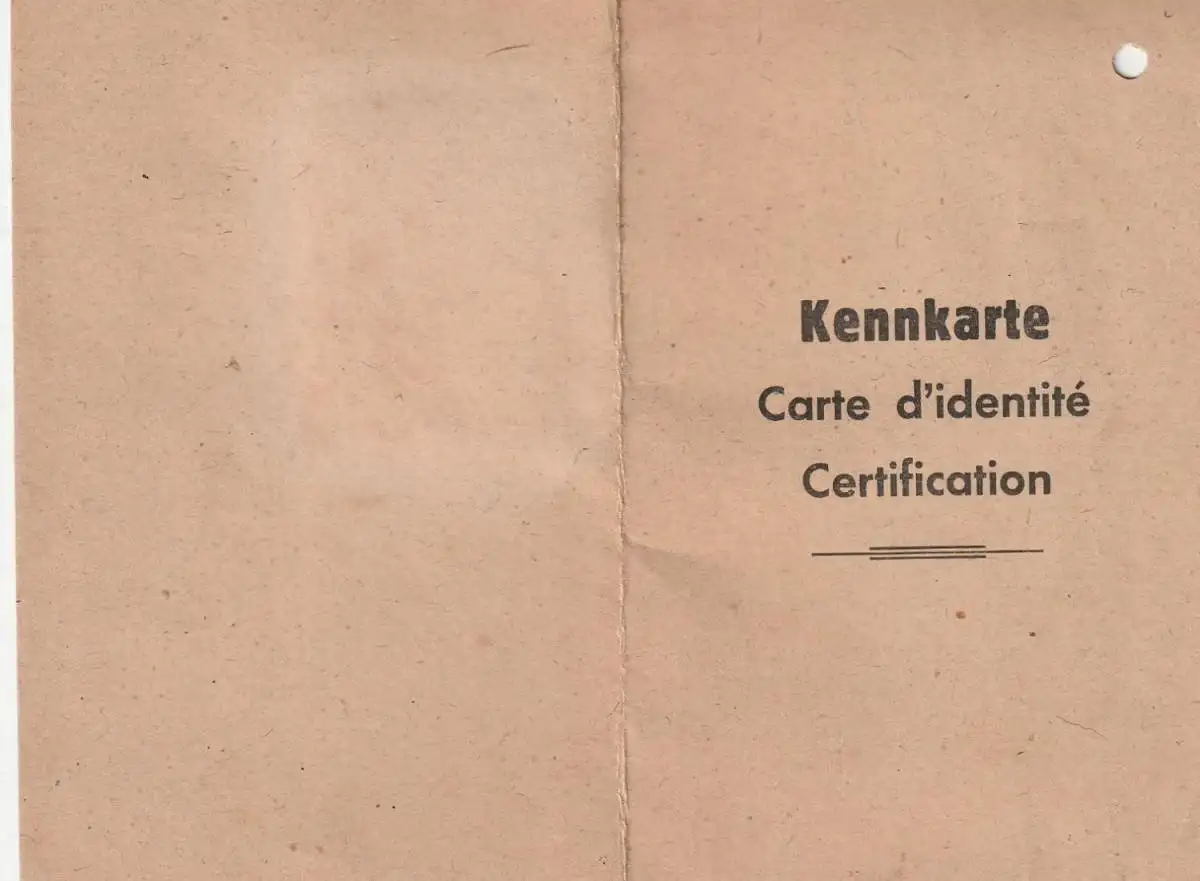 Kennkarte
Carte d'identité
Certification